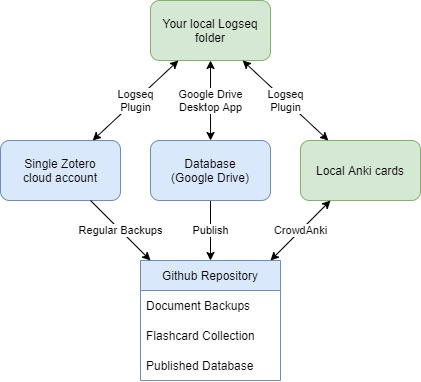 Your local Logseq
folder
Logseq
Plugin
Google Drive
Desktop App
Logseq
Plugin
Single Zotero
cloud account
Database
(Google Drive)
Local Anki cards
Regular Backups
Publish
CrowdAnki
Github Repository
Document Backups
Flashcard Collection
Published Database